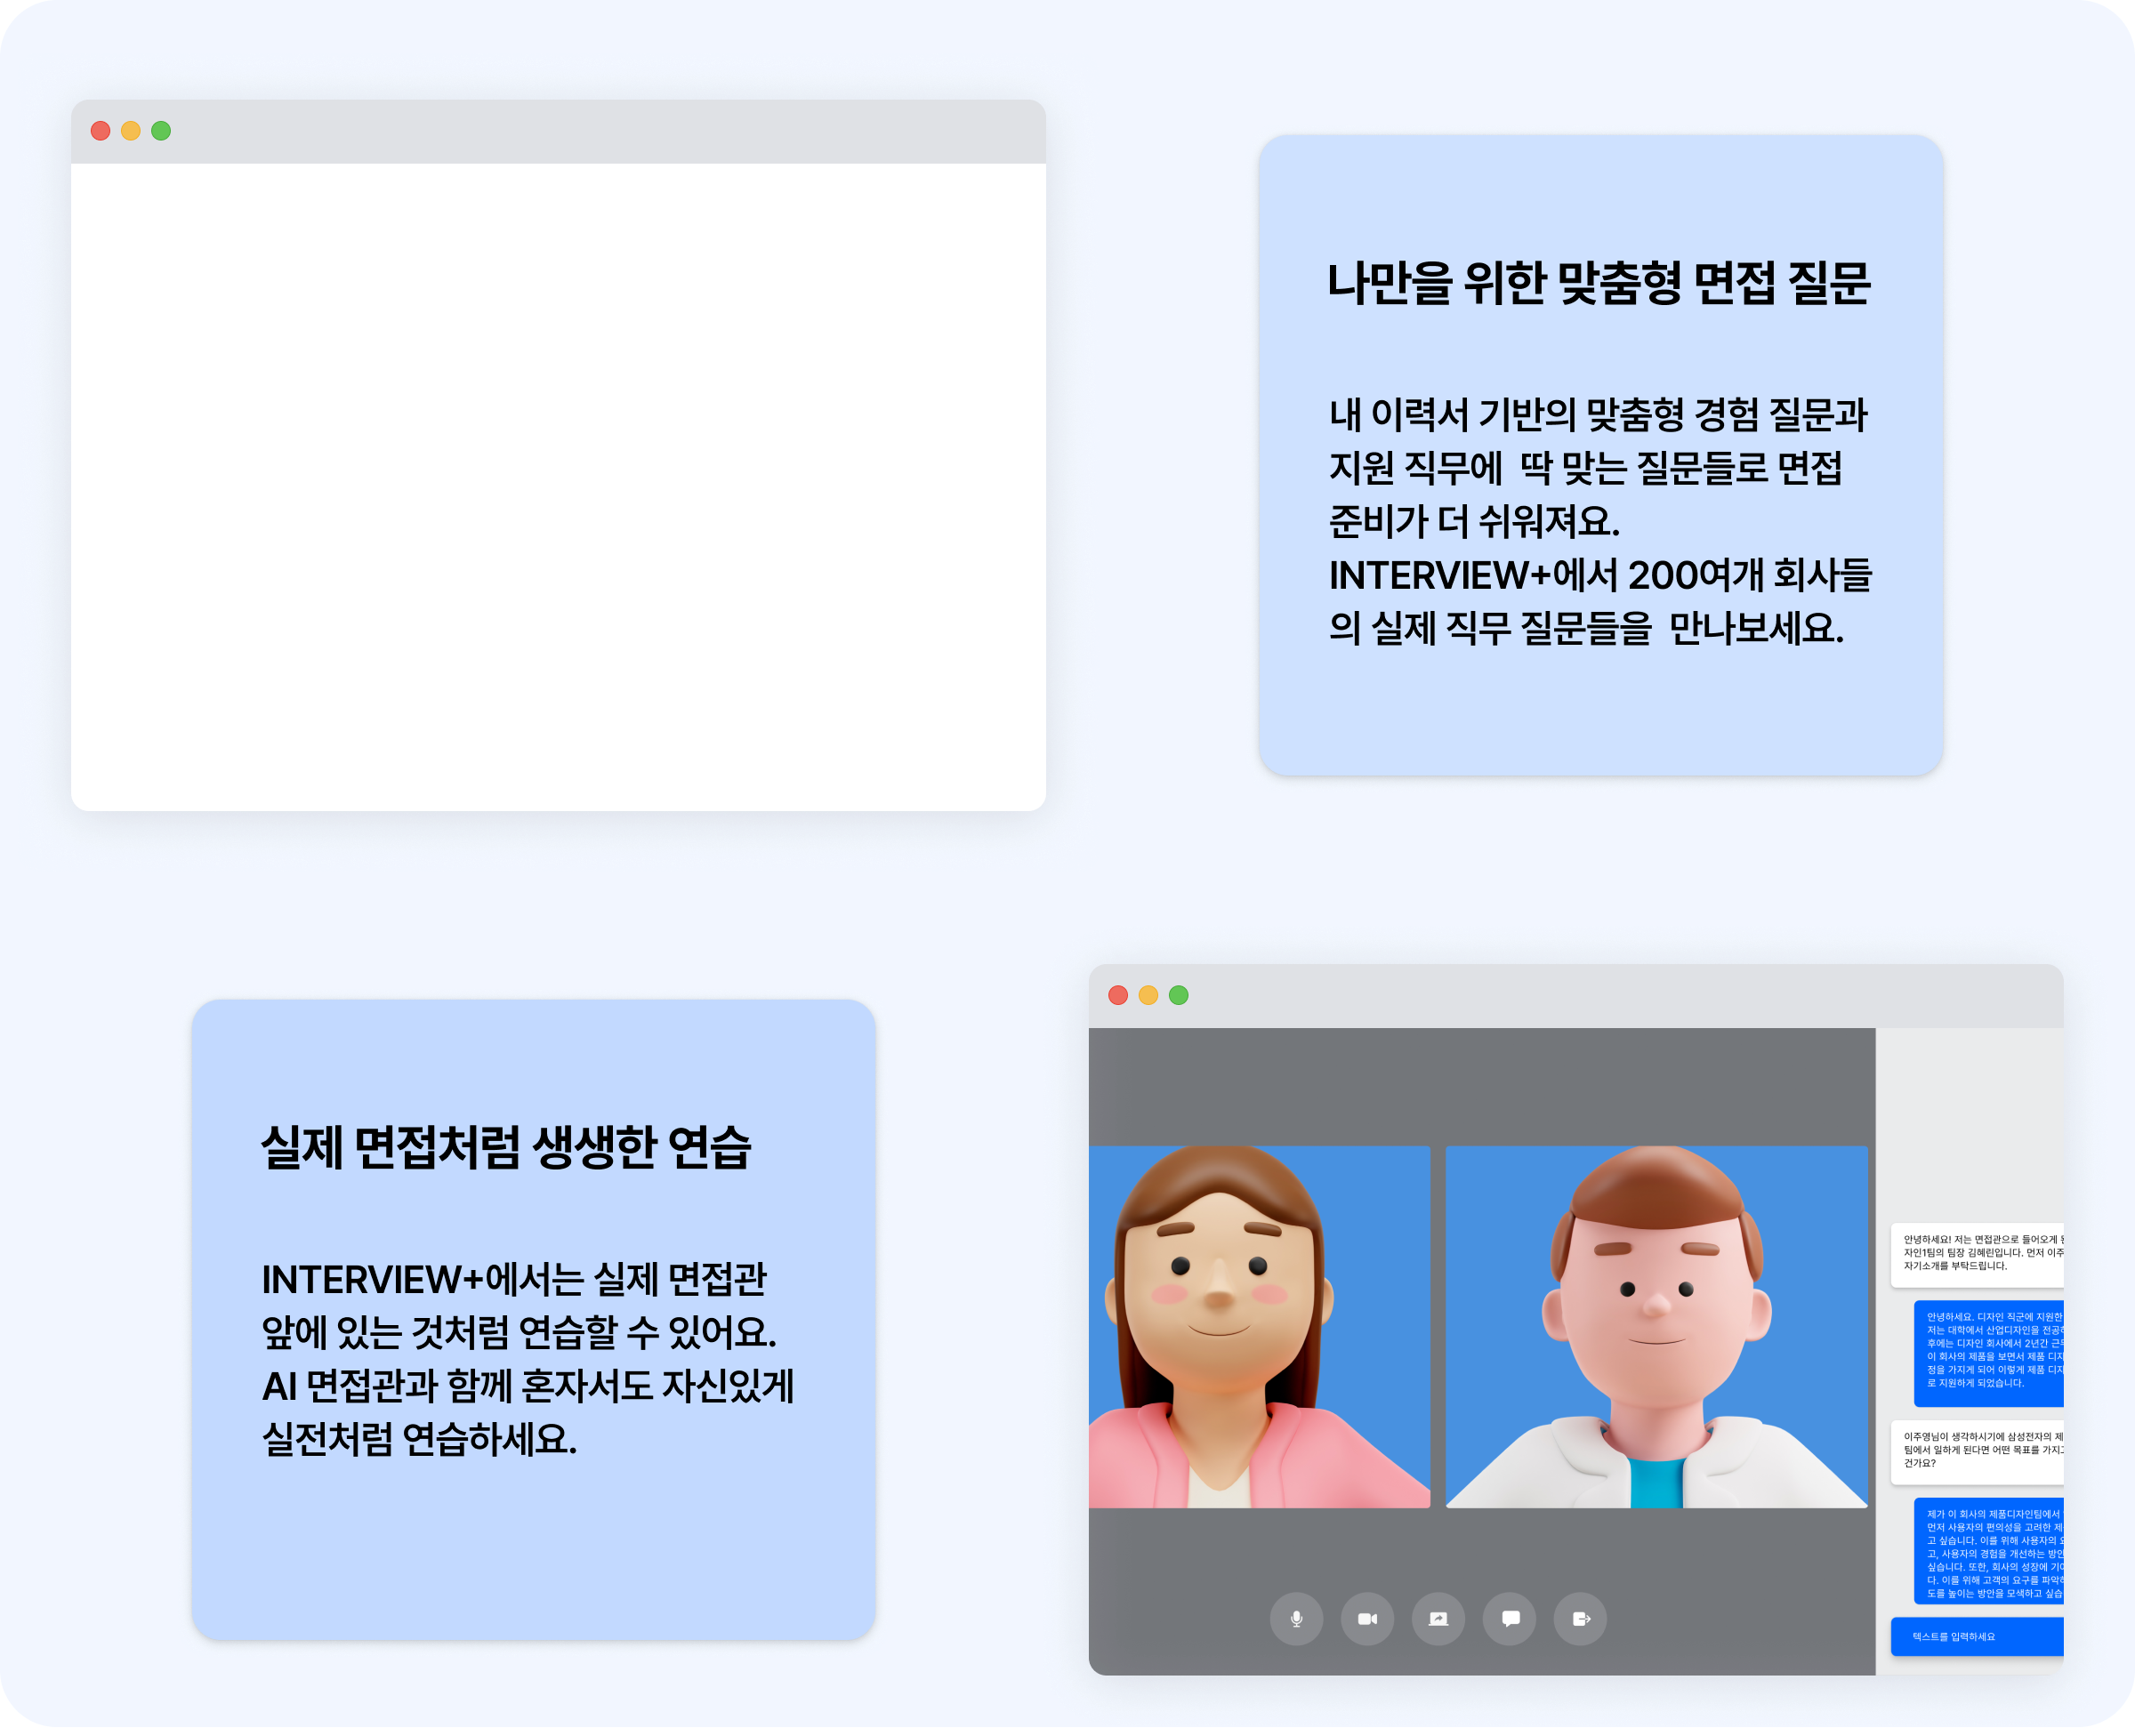 나만을 위한 맞춤형 면접 질문
내 이력서 기반의 맞춤형 경험 질문과
지원 직무에 딱 맞는 질문들로 면접
준비가 더 쉬워져요.
INTERVIEW+에서 200여개 회사들
의 실제 직무 질문들을 만나보세요.
실제 면접처럼 생생한 연습
INTERVIEW+에서는 실제 면접관
앞에 있는 것처럼 연습할 수 있어요.
AI 면접관과 함께 혼자서도 자신있게
실전처럼 연습하세요.
안녕하세요! 저는 면접관으로 들어오게
자인1팀의 팀장 김혜린입니다. 먼저 이주
자기소개를 부탁드립니다.
안녕하세요. 디자인 직군에 지원한
저는 대학에서 산업디자인을 전공하
후에는 디자인 회사에서 2년간 근무
이 회사의 제품을 보면서 제품 디자
정을 가지게 되어 이렇게 제품 디자
로 지원하게 되었습니다.
이주영님이 생각하시기에 삼성전자의 제
팀에서 일하게 된다면 어떤 목표를 가지고
건가요?
제가 이 회사의 제품디자인팀에서
먼저 사용자의 편의성을 고려한 제
고 싶습니다. 이를 위해 사용자의
고, 사용자의 경험을 개선하는 방안
싶습니다. 또한, 회사의 성장에 기여
다. 이를 위해 고객의 요구를 파악하
도를 높이는 방안을 모색하고 싶습
텍스트를 입력하세요